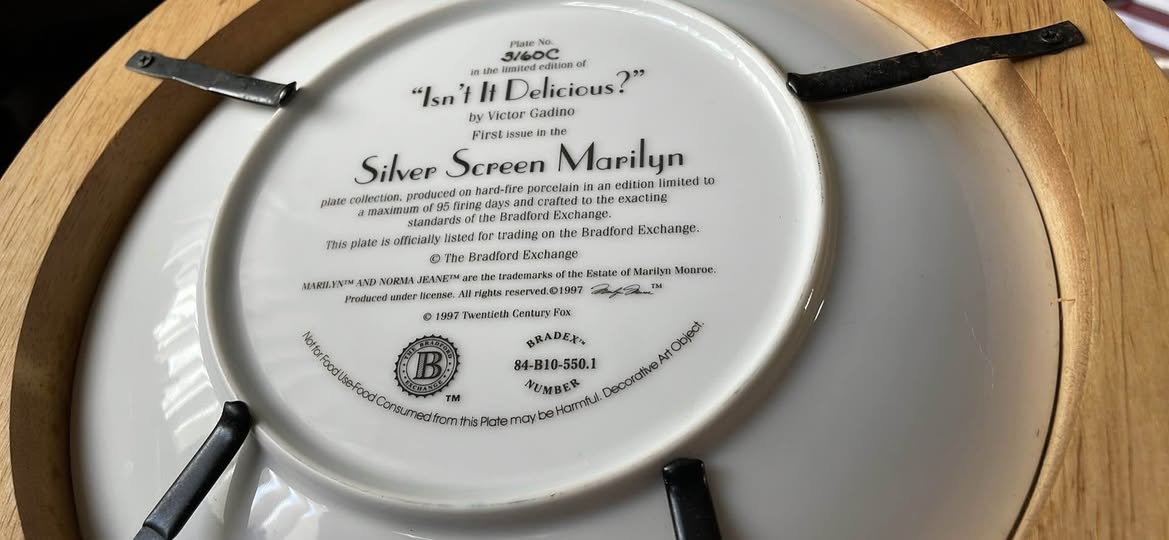 Plate No.
3160C
in the limited edition of
“Isn’t It Delicious?”
by Victor Gadino
First issue in the
Silver Screen Marilyn
plate collection, produced on hard-fire porcelain in an edition limited to
a maximum of 95 firing days and crafted to the exacting
standards of the Bradford Exchange.
This plate is officially listed for trading on the Bradford Exchange.
© The Bradford Exchange
MARILYN™ AND NORMA JEANE™ are the trademarks of the Estate of Marilyn Monroe.
Produced under license. All rights reserved.©1997 ™
© 1997 Twentieth Century Fox
THE BRADFORD
B
EXCHANGE
TM
BRADEX™
84-B10-550.1
NUMBER
Not for Food Use-Food Consumed from this Plate may be Harmful. Decorative Art Object.